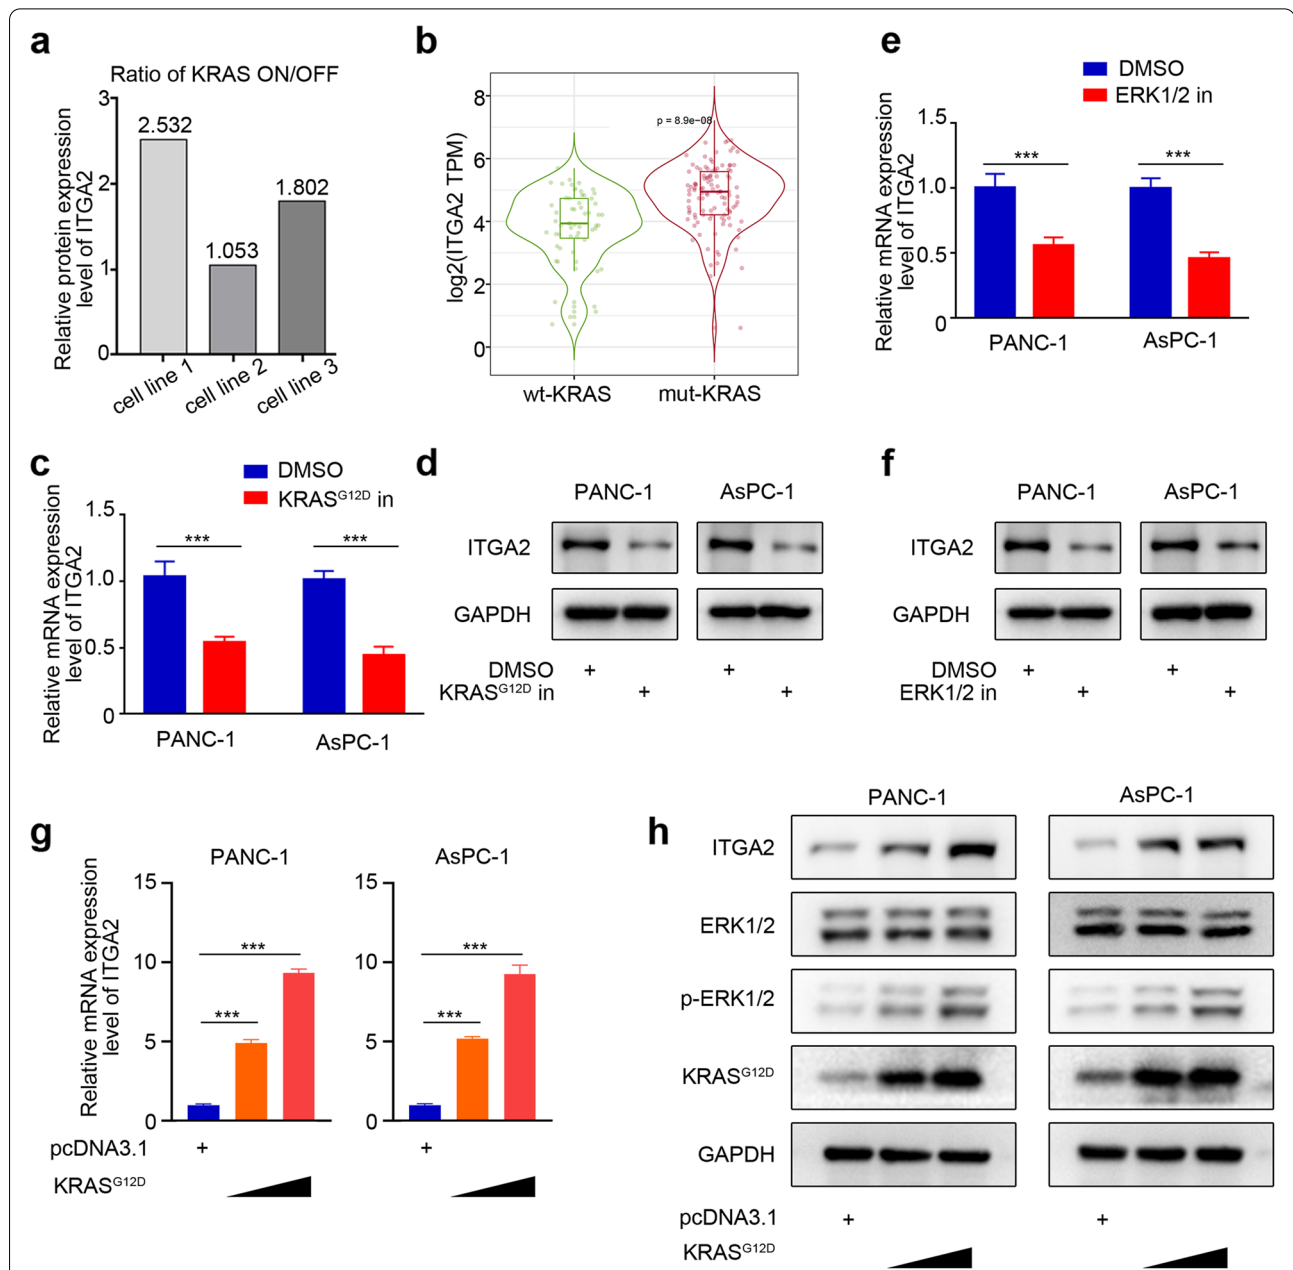 a
Ratio of KRAS ON/OFF
Relative protein expression
level of ITGA2
3
2
1
0
2.532
1.053
1.802
cell line 1
cell line 2
cell line 3
b
log2(ITGA2 TPM)
8
6
4
2
0
p = 8.9e-08
wt-KRAS
mut-KRAS
e
DMSO
ERK1/2 in
Relative mRNA expression
level of ITGA2
1.5
1.0
0.5
0
***
***
PANC-1
AsPC-1
c
DMSO
KRASG12D in
Relative mRNA expression
level of ITGA2
1.5
1.0
0.5
0
***
***
PANC-1
AsPC-1
d
PANC-1
AsPC-1
ITGA2
GAPDH
DMSO + +
KRASG12D in + +
f
PANC-1
AsPC-1
ITGA2
GAPDH
DMSO + +
ERK1/2 in + +
g
PANC-1
AsPC-1
Relative mRNA expression
level of ITGA2
15
10
5
0
***
***
15
10
5
0
***
***
pcDNA3.1 + +
KRASG12D
h
PANC-1
AsPC-1
ITGA2
ERK1/2
p-ERK1/2
KRASG12D
GAPDH
pcDNA3.1 + +
KRASG12D